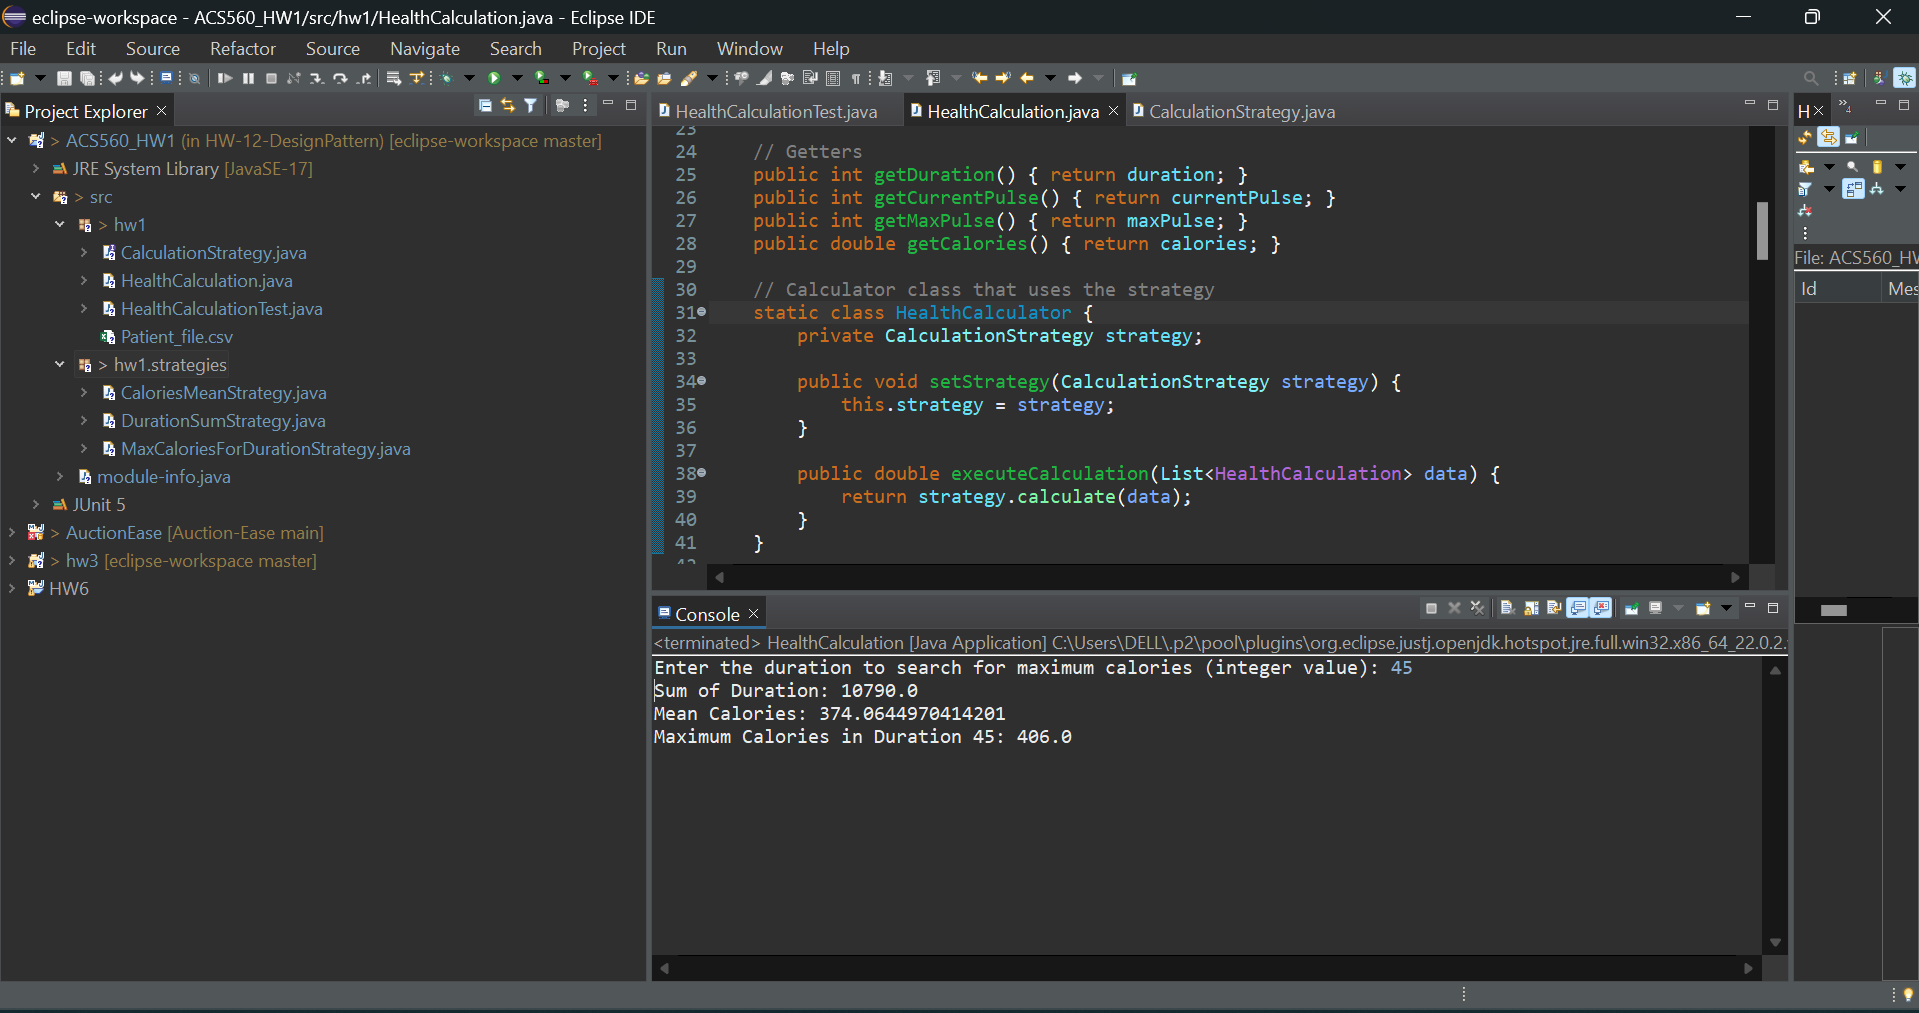 eclipse-workspace - ACS560_HW1/src/hw1/HealthCalculation.java - Eclipse IDE
File Edit Source Refactor Source Navigate Search Project Run Window Help
Project Explorer
> ACS560_HW1 (in HW-12-DesignPattern) [eclipse-workspace master]
JRE System Library [JavaSE-17]
> src
> hw1
CalculationStrategy.java
HealthCalculation.java
HealthCalculationTest.java
Patient_file.csv
> hw1.strategies
CaloriesMeanStrategy.java
DurationSumStrategy.java
MaxCaloriesForDurationStrategy.java
module-info.java
JUnit 5
> AuctionEase [Auction-Ease main]
> hw3 [eclipse-workspace master]
HW6
HealthCalculationTest.java HealthCalculation.java CalculationStrategy.java
23
24 // Getters
25 public int getDuration() { return duration; }
26 public int getCurrentPulse() { return currentPulse; }
27 public int getMaxPulse() { return maxPulse; }
28 public double getCalories() { return calories; }
29
30 // Calculator class that uses the strategy
31 static class HealthCalculator {
32 private CalculationStrategy strategy;
33
34 public void setStrategy(CalculationStrategy strategy) {
35 this.strategy = strategy;
36 }
37
38 public double executeCalculation(List<HealthCalculation> data) {
39 return strategy.calculate(data);
40 }
41 }
Console
<terminated> HealthCalculation [Java Application] C:\Users\DELL\.p2\pool\plugins\org.eclipse.justj.openjdk.hotspot.jre.full.win32.x86_64_22.0.2.
Enter the duration to search for maximum calories (integer value): 45
Sum of Duration: 10790.0
Mean Calories: 374.0644970414201
Maximum Calories in Duration 45: 406.0
H
»4
File: ACS560_HW
Id Mes